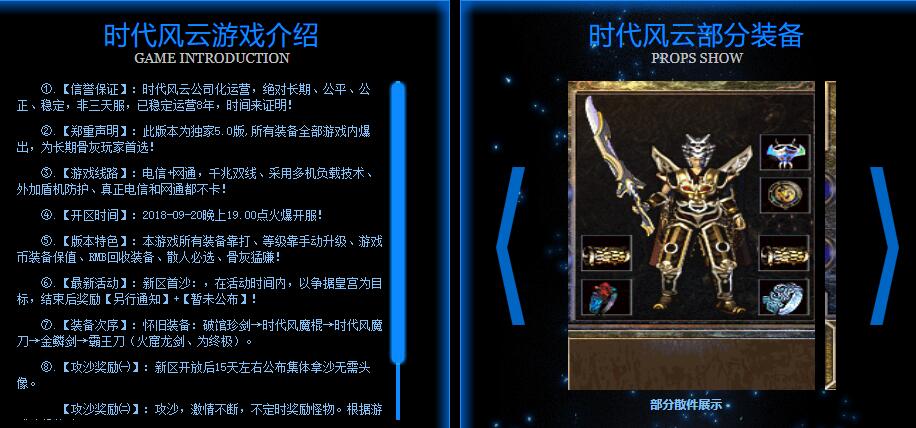 时代风云游戏介绍
GAME INTRODUCTION
①.【信誉保证】：时代风云公司化运营，绝对长期、公平、公
正、稳定，非三天服，已稳定运营8年，时间来证明！
②.【郑重声明】：此版本为独家5.0版,所有装备全部游戏内爆
出，为长期骨灰玩家首选！
③.【游戏线路】：电信+网通，千兆双线、采用多机负载技术、
外加盾机防护、真正电信和网通都不卡！
④.【开区时间】：2018-09-20晚上19.00点火爆开服！
⑤.【版本特色】：本游戏所有装备靠打、等级靠手动升级、游戏
币装备保值、RMB回收装备、散人必选、骨灰猛赚！
⑥.【最新活动】：新区首沙：，在活动时间内，以争据皇宫为目
标，结束后奖励【另行通知】+【暂未公布】！
⑦.【装备次序】：怀旧装备：破馆珍剑→时代风魔棍→时代风魔
刀→金鳞剑→霸王刀（火窟龙剑、为终极）。
⑧.【攻沙奖励㈠】：新区开放后15天左右公布集体拿沙无需头
像。
【攻沙奖励㈡】：攻沙，激情不断，不定时奖励怪物。根据游
时代风云部分装备
PROPS SHOW
部分散件展示